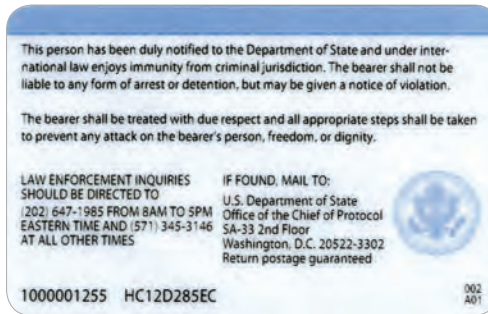 This person has been duly notified to the Department of State and under inter-
national law enjoys immunity from criminal jurisdiction. The bearer shall not be
liable to any form of arrest or detention, but may be given a notice of violation.
The bearer shall be treated with due respect and all appropriate steps shall be taken
to prevent any attack on the bearer's person, freedom, or dignity.
LAW ENFORCEMENT INQUIRIES
SHOULD BE DIRECTED TO
(202) 647-1985 FROM 8AM TO 5PM
EASTERN TIME AND (571) 345-3146
AT ALL OTHER TIMES
IF FOUND, MAIL TO:
U.S. Department of State
Office of the Chief of Protocol
SA-33 2nd Floor
Washington, D.C. 20522-3302
Return postage guaranteed
1000001255 HC12D285EC
002
A01